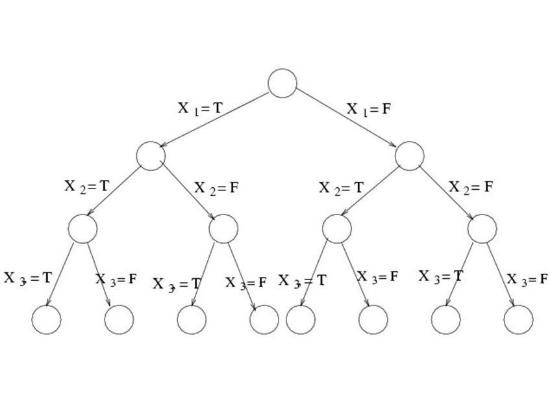 X 1 = T
X 1 = F
X 2 = T
X 2 = F
X 2 = T
X 2 = F
X 3 = T
X 3 = F
X 3 = T
X 3 = F
X 3 = T
X 3 = F
X 3 = T
X 3 = F